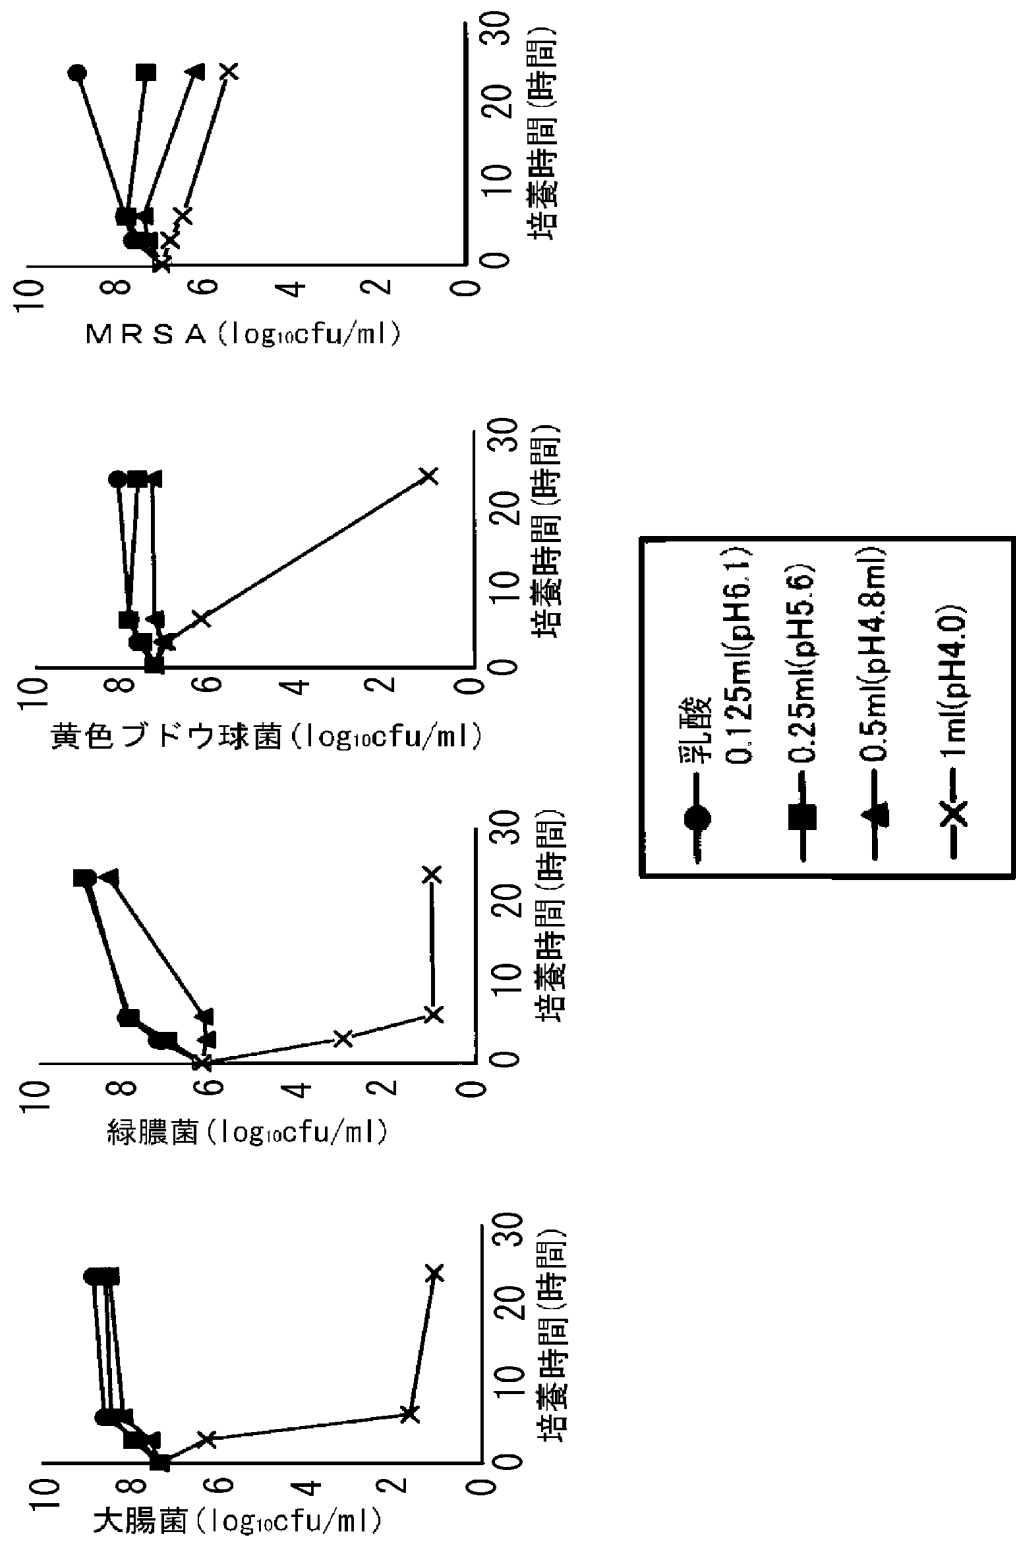 大腸菌(log₁₀cfu/ml)
10
8
6
4
2
0
0 10 20 30
培養時間(時間)
緑膿菌(log₁₀cfu/ml)
10
8
6
4
2
0
0 10 20 30
培養時間(時間)
黄色ブドウ球菌(log₁₀cfu/ml)
10
8
6
4
2
0
0 10 20 30
培養時間(時間)
MRSA(log₁₀cfu/ml)
10
8
6
4
2
0
0 10 20 30
培養時間(時間)
乳酸
0.125ml(pH6.1)
0.25ml(pH5.6)
0.5ml(pH4.8ml)
1ml(pH4.0)